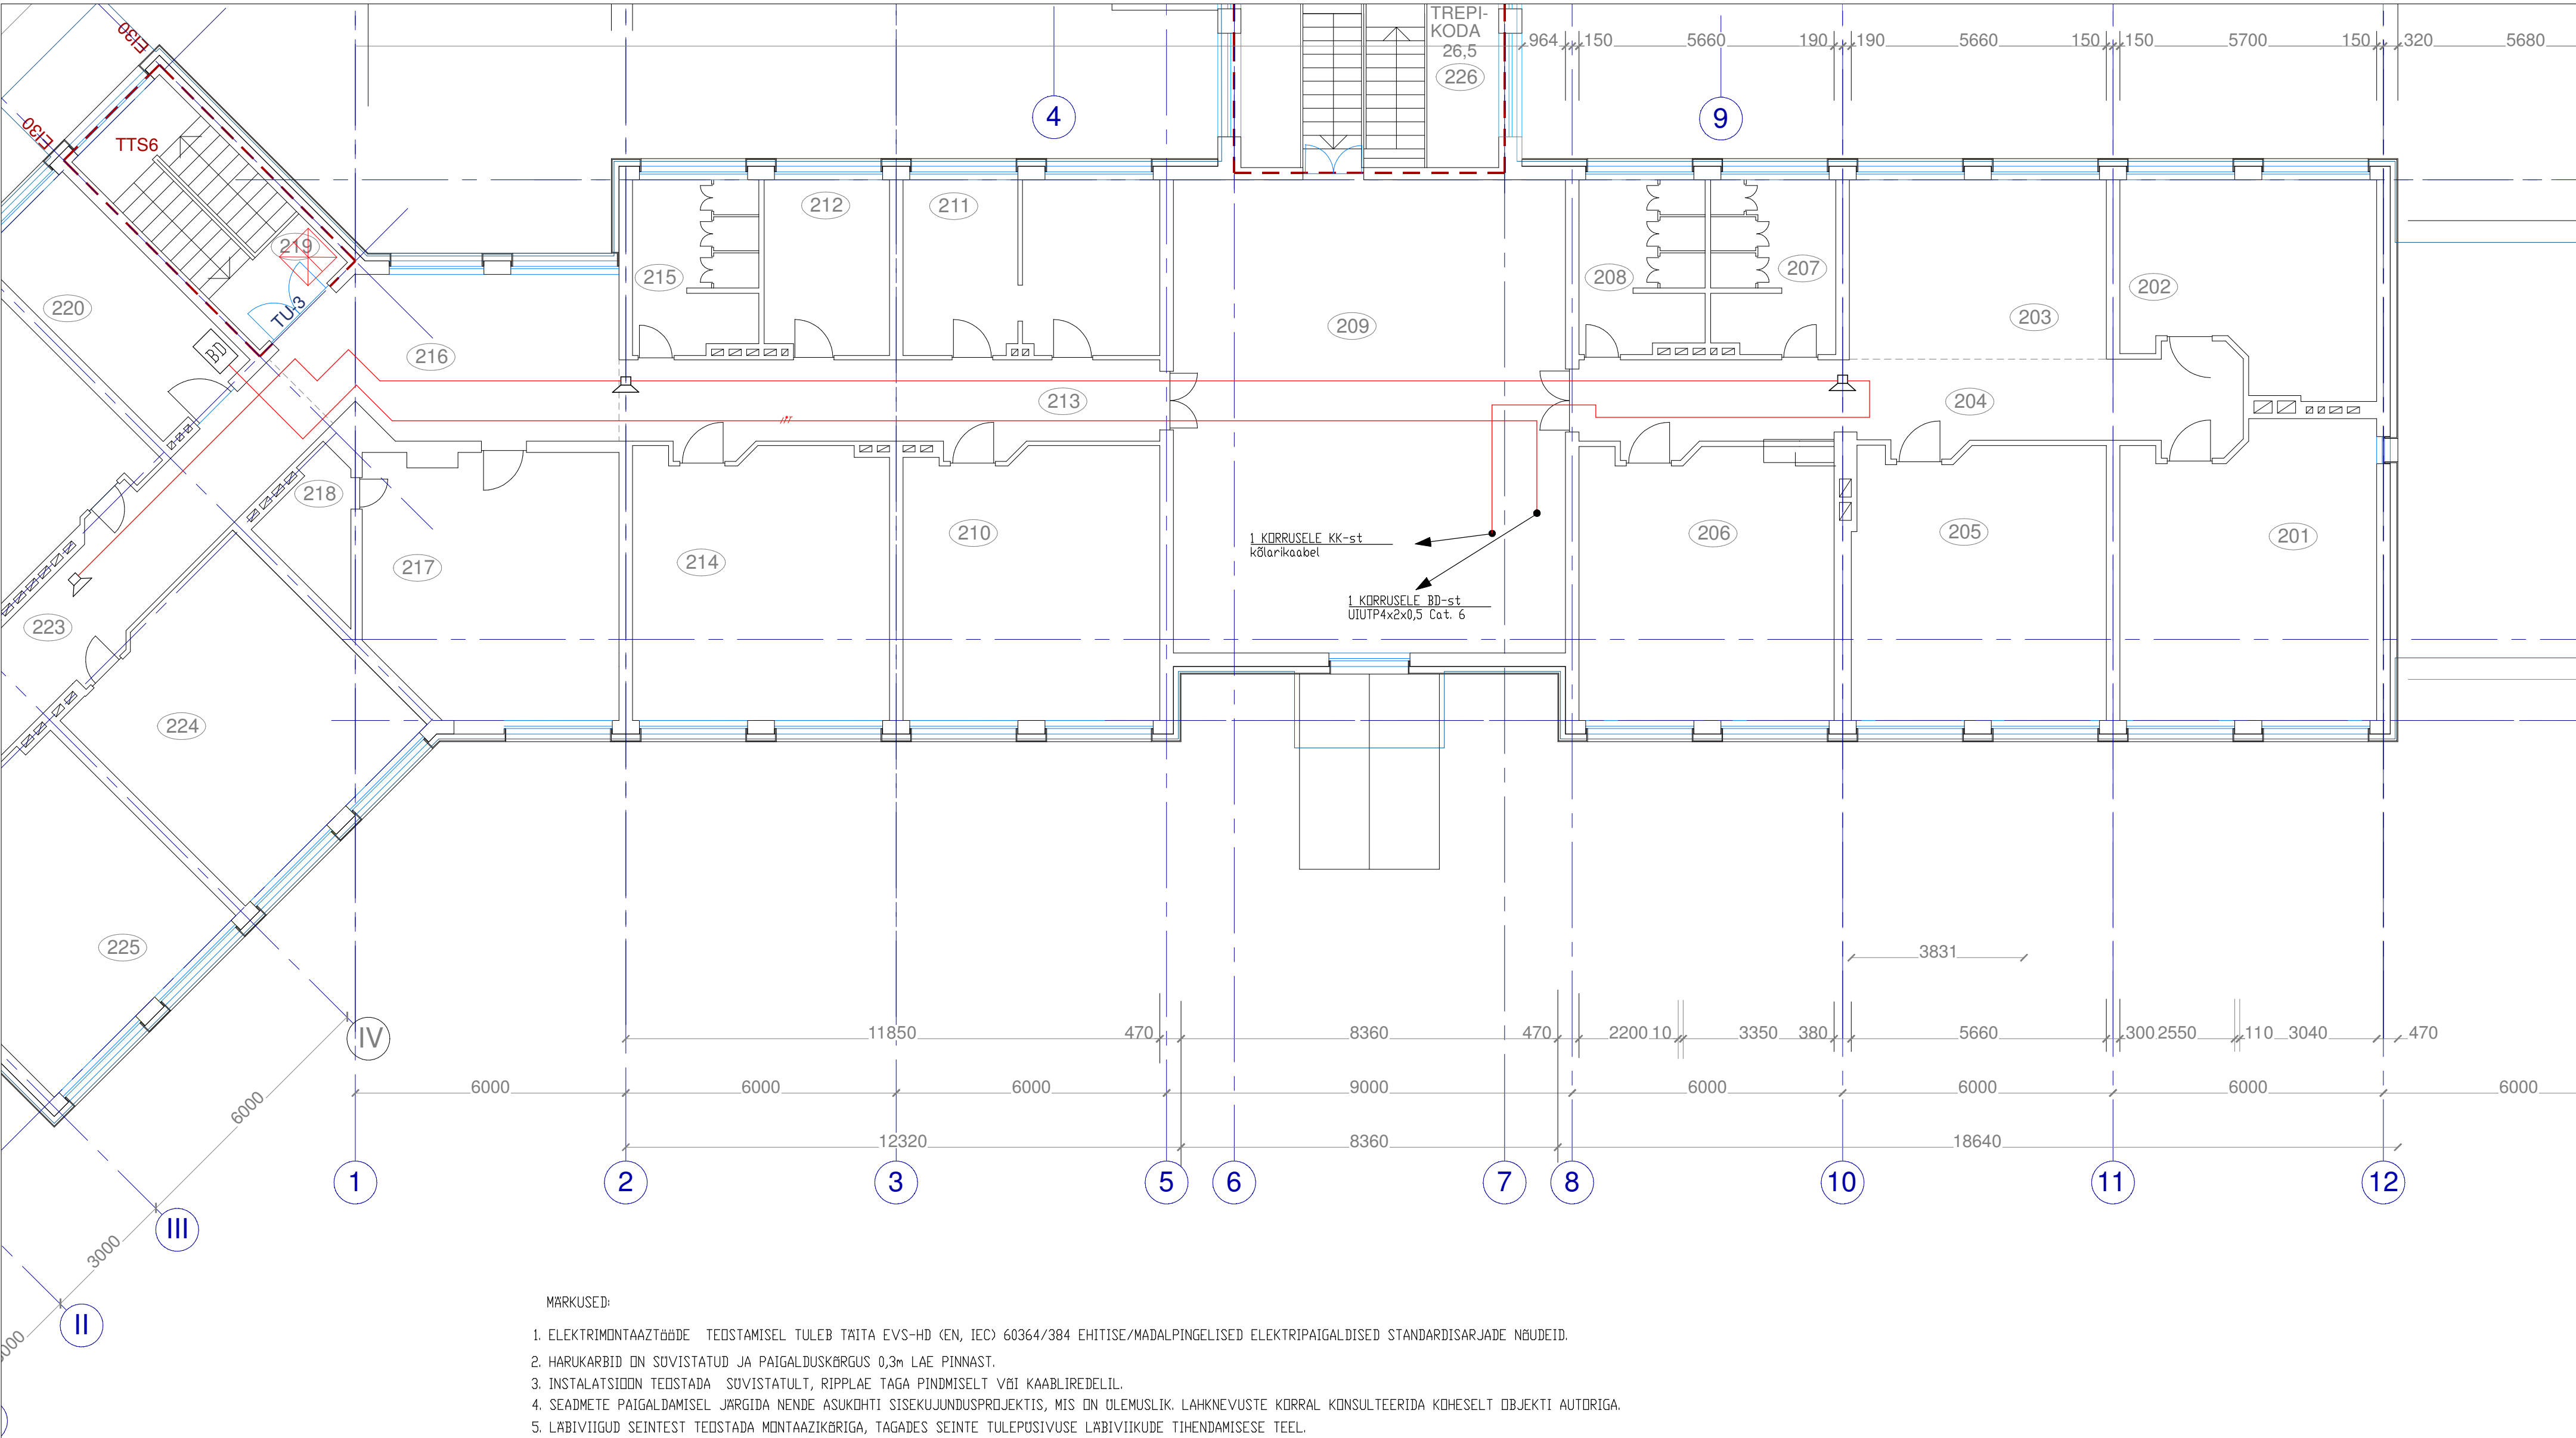 EI30
TREPI-
KODA
26,5
226
964 150 5660 190 190 5660 150 150 5700 150 320 5680
4
9
EI30
TTS6
212
211
219
215
208
207
202
220
TU-3
209
203
BD
216
213
204
218
217
214
210
206
205
201
1 KORRUSELE KK-st
kõlarikaabel
1 KORRUSELE BD-st
UIUTP4x2x0,5 Cat. 6
223
224
225
3831
IV
11850 470 8360 470 2200 10 3350 380 5660 300 2550 110 3040 470
6000 6000 6000 9000 6000 6000 6000 6000
6000
12320 8360 18640
1 2 3 5 6 7 8 10 11 12
III
3000
II
MÄRKUSED:
1. ELEKTRIMONTAAZTÖÖDE TEOSTAMISEL TULEB TÄITA EVS-HD (EN, IEC) 60364/384 EHITISE/MADALPINGELISED ELEKTRIPAIGALDISED STANDARDISARJADE NÕUDEID.
2. HARUKARBID ON SÜVISTATUD JA PAIGALDUSKÕRGUS 0,3m LAE PINNAST.
3. INSTALATSIOON TEOSTADA SÜVISTATULT, RIPPLAE TAGA PINDMISELT VÕI KAABLIREDELIL.
4. SEADMETE PAIGALDAMISEL JÄRGIDA NENDE ASUKOHTI SISEKUJUNDUSPROJEKTIS, MIS ON ÜLEMUSLIK. LAHKNEVUSTE KORRAL KONSULTEERIDA KOHESELT OBJEKTI AUTORIGA.
5. LÄBIVIIGUD SEINTEST TEOSTADA MONTAAZIKÕRIGA, TAGADES SEINTE TULEPÜSIVUSE LÄBIVIIKUDE TIHENDAMISESE TEEL.